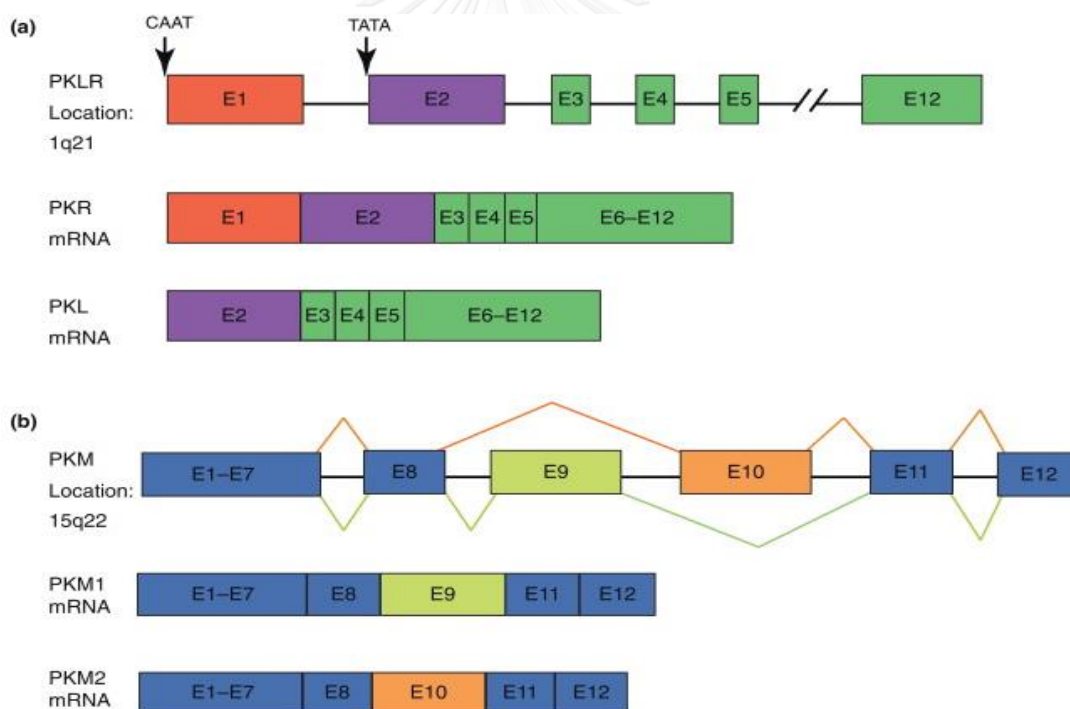 CAAT TATA
(a)
PKLR
Location:
1q21
E1 E2 E3 E4 E5 E12
PKR
mRNA
E1 E2 E3 E4 E5 E6–E12
PKL
mRNA
E2 E3 E4 E5 E6–E12
(b)
PKM
Location:
15q22
E1–E7 E8 E9 E10 E11 E12
PKM1
mRNA
E1–E7 E8 E9 E11 E12
PKM2
mRNA
E1–E7 E8 E10 E11 E12